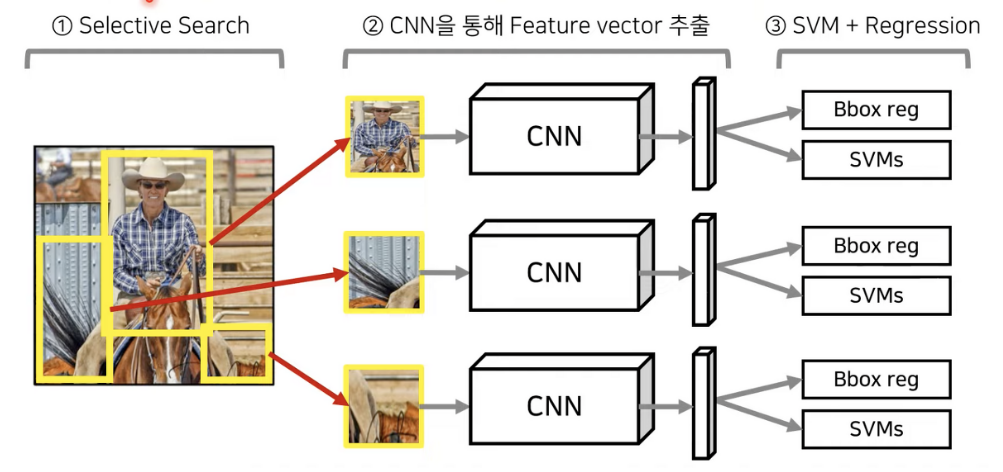 ① Selective Search
② CNN을 통해 Feature vector 추출
③ SVM + Regression
CNN
Bbox reg
SVMs
CNN
Bbox reg
SVMs
CNN
Bbox reg
SVMs